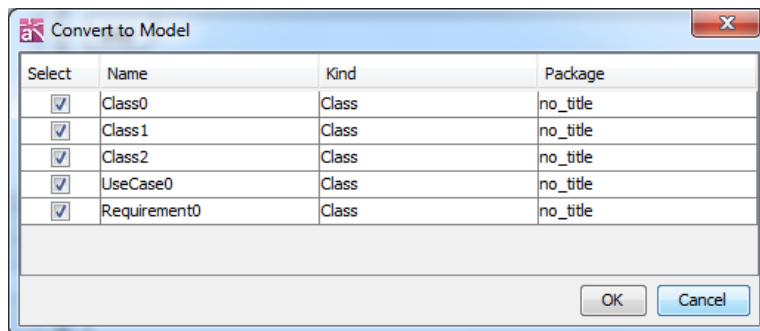 Convert to Model
Select Name Kind Package
Class0 Class no_title
Class1 Class no_title
Class2 Class no_title
UseCase0 Class no_title
Requirement0 Class no_title
OK Cancel